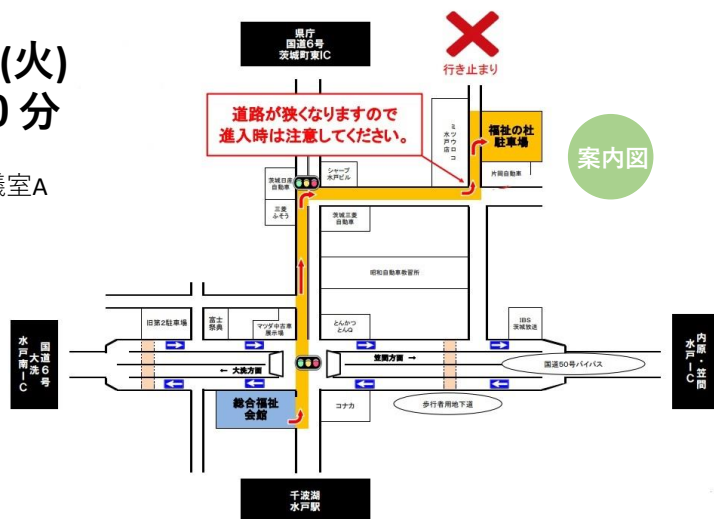 (火)
0 分
議室A
県庁
国道6号
茨城町東IC
行き止まり
道路が狭くなりますので
進入時は注意してください。
ミツウロコ
水戸店
福祉の杜
駐車場
案内図
茨城日産
自動車
シャープ
水戸ビル
片岡自動車
三菱
ふそう
茨城三菱
自動車
昭和自動車教習所
旧第2駐車場
富士
祭典
マツダ中古車
展示場
とんかつ
とんQ
IBS
茨城放送
国道6号
大洗
水戸南IC
← 大洗方面
笠間方面 →
国道50号バイパス
内原・笠間
水戸IC
総合福祉
会館
コナカ
歩行者用地下道
千波湖
水戸駅